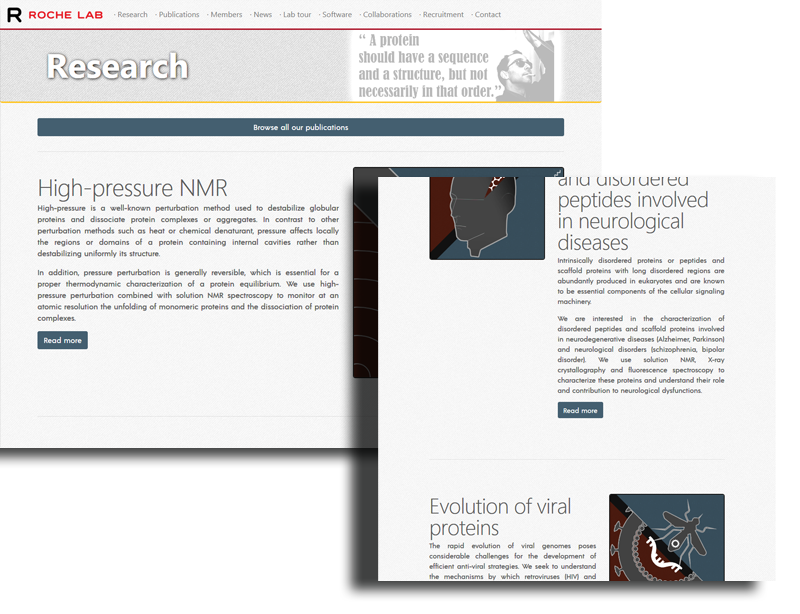 R ROCHE LAB · Research · Publications · Members · News · Lab tour · Software · Collaborations · Recruitment · Contact
Research
“ A protein
should have a sequence
and a structure, but not
necessarily in that order.”
Browse all our publications
High-pressure NMR
High-pressure is a well-known perturbation method used to destabilize globular
proteins and dissociate protein complexes or aggregates. In contrast to other
perturbation methods such as heat or chemical denaturant, pressure affects locally
the regions or domains of a protein containing internal cavities rather than
destabilizing uniformly its structure.
In addition, pressure perturbation is generally reversible, which is essential for a
proper thermodynamic characterization of a protein equilibrium. We use high-
pressure perturbation combined with solution NMR spectroscopy to monitor at an
atomic resolution the unfolding of monomeric proteins and the dissociation of protein
complexes.
Read more
and disordered
peptides involved
in neurological
diseases
Intrinsically disordered proteins or peptides and
scaffold proteins with long disordered regions are
abundantly produced in eukaryotes and are known
to be essential components of the cellular signaling
machinery.
We are interested in the characterization of
disordered peptides and scaffold proteins involved
in neurodegenerative diseases (Alzheimer, Parkinson)
and neurological disorders (schizophrenia, bipolar
disorder). We use solution NMR, X-ray
crystallography and fluorescence spectroscopy to
characterize these proteins and understand their role
and contribution to neurological dysfunctions.
Read more
Evolution of viral
proteins
The rapid evolution of viral genomes poses
considerable challenges for the development of
efficient anti-viral strategies. We seek to understand
the mechanisms by which retroviruses (HIV) and